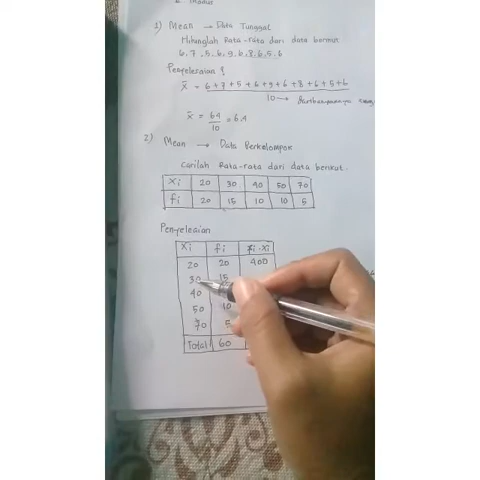 2. Modus
1) Mean → Data Tunggal
Hitunglah Rata-rata dari data berikut
6, 7, 5, 6, 9, 6, 8, 6, 5, 6
Penyelesaian
x̄ = 6+7+5+6+9+6+8+6+5+6
10 →
x̄ = 64
10 = 6.4
2) Mean → Data Berkelompok
Carilah Rata-rata dari data berikut.
xi 20 30 40 50 70
fi 20 15 10 10 5
Penyelesaian
xi fi fi.xi
20 20 400
30 15
40
50 10
70 5
Total 60